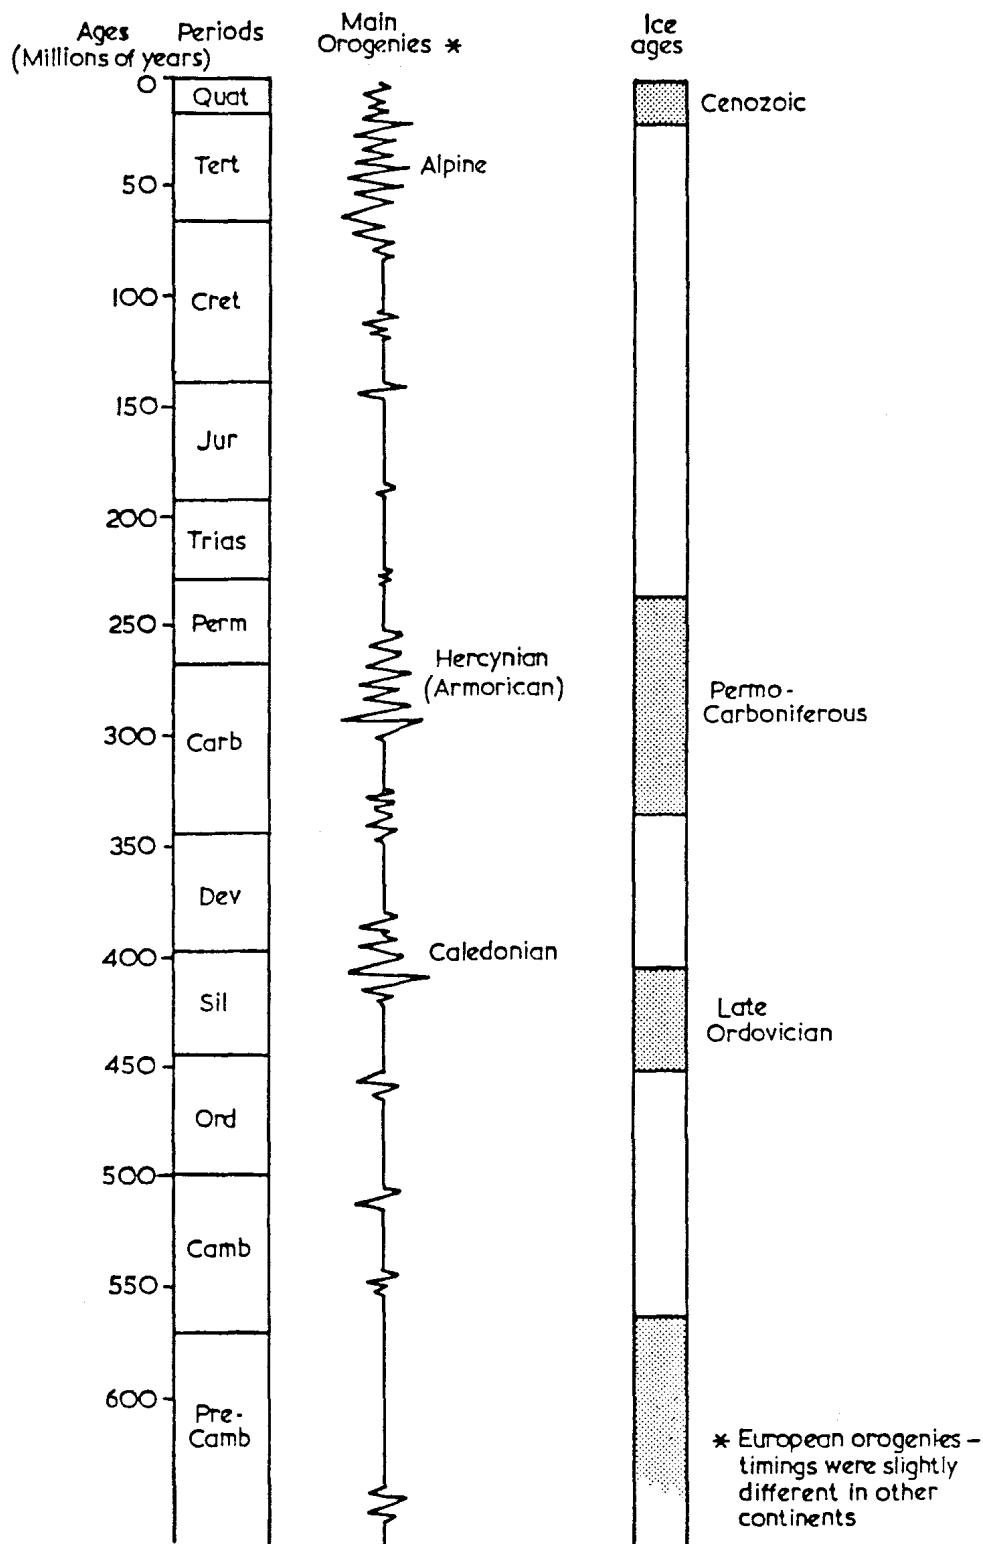 Ages
(Millions of years)
Periods
Main
Orogenies *
Ice
ages
0
50
100
150
200
250
300
350
400
450
500
550
600
Quat
Tert
Cret
Jur
Trias
Perm
Carb
Dev
Sil
Ord
Camb
Pre-
Camb
Alpine
Hercynian
(Armorican)
Caledonian
Cenozoic
Permo-
Carboniferous
Late
Ordovician
* European orogenies –
timings were slightly
different in other
continents